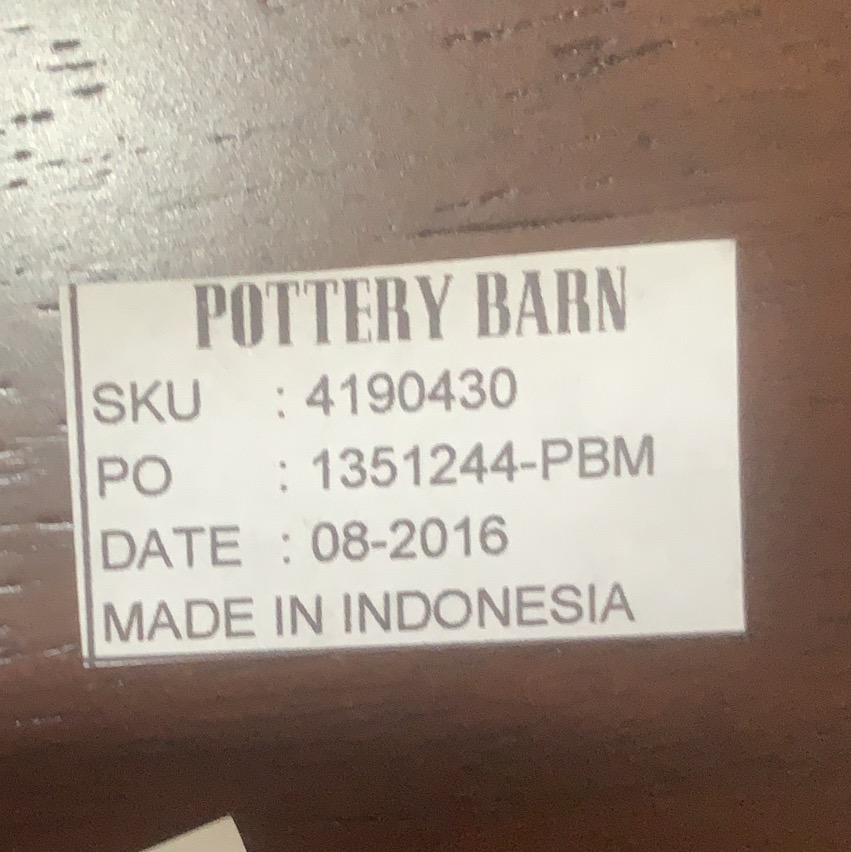 POTTERY BARN
SKU : 4190430
PO : 1351244-PBM
DATE : 08-2016
MADE IN INDONESIA